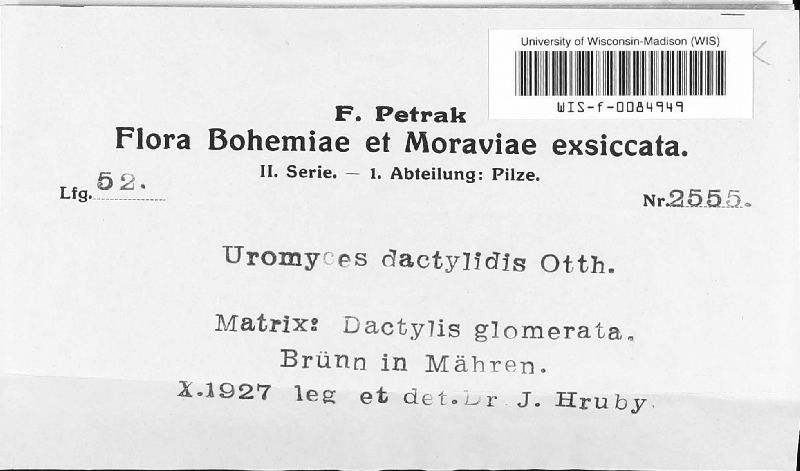 University of Wisconsin-Madison (WIS)
WIS-f-0084949
F. Petrak
Flora Bohemiae et Moraviae exsiccata.
II. Serie. — 1. Abteilung: Pilze.
Lfg. 52.
Nr. 2555.
Uromyces dactylidis Otth.
Matrix: Dactylis glomerata.
Brünn in Mähren.
X.1927 leg et det. Dr J. Hruby.